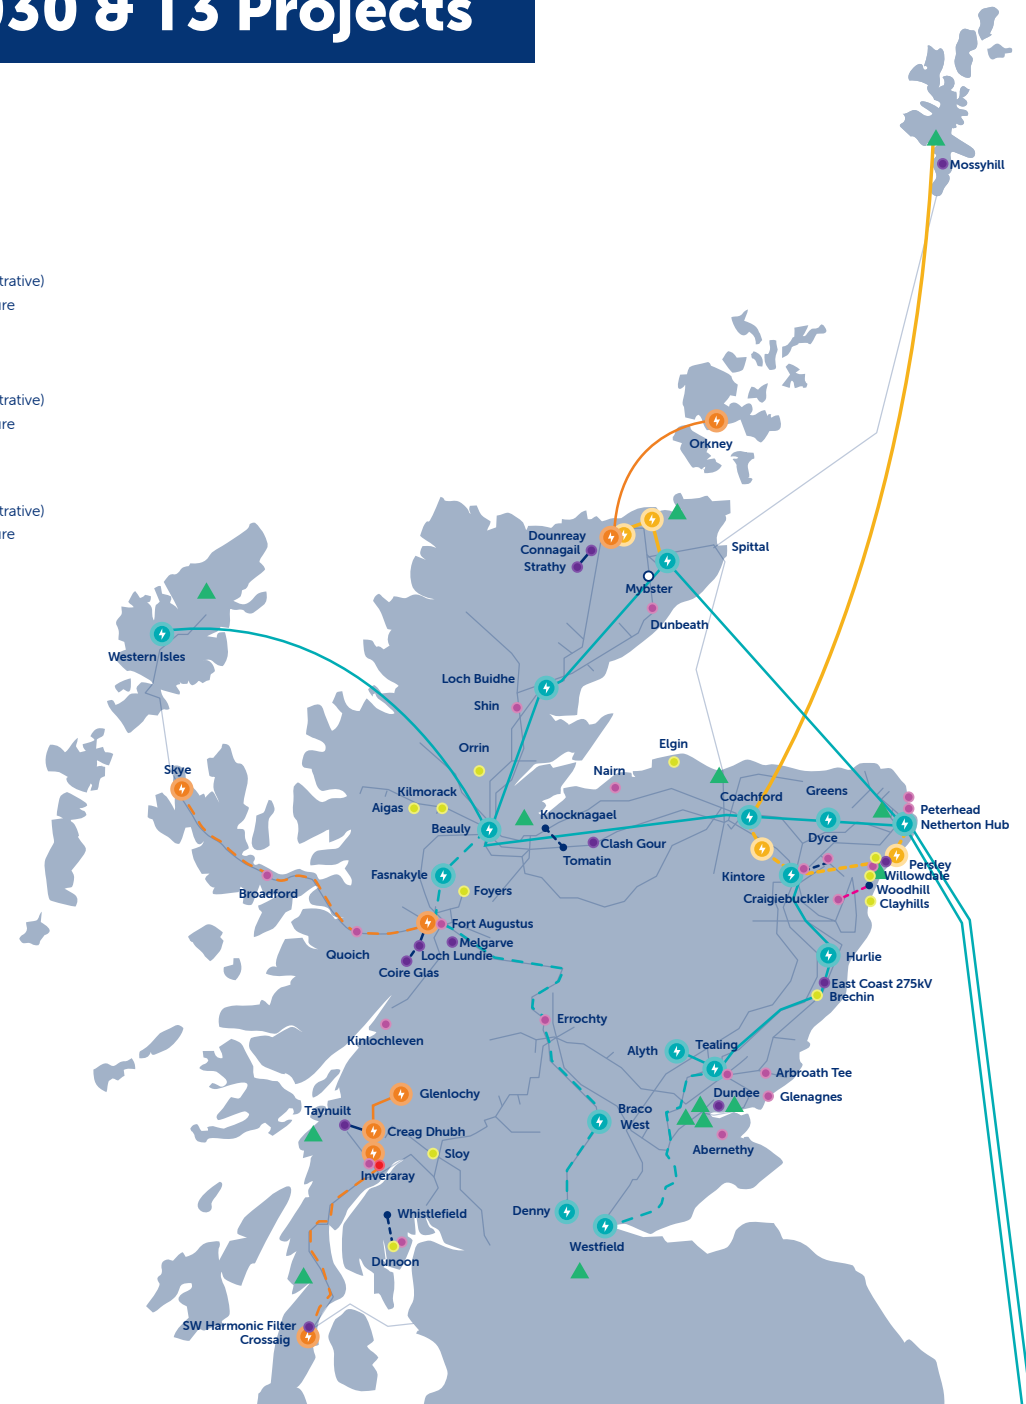 030 & T3 Projects
Mossyhill
trative)
ure
trative)
ure
Orkney
trative)
ure
Dounreay
Connagail
Strathy
Spittal
Mybster
Dunbeath
Western Isles
Loch Buidhe
Shin
Orrin
Elgin
Skye
Nairn
Kilmorack
Aigas
Coachford
Greens
Knocknagael
Peterhead
Netherton Hub
Beauly
Clash Gour
Dyce
Tomatin
Persley
Fasnakyle
Kintore
Willowdale
Broadford
Foyers
Woodhill
Craigiebuckler
Clayhills
Fort Augustus
Melgarve
Quoich
Loch Lundie
Hurlie
Coire Glas
East Coast 275kV
Brechin
Errochty
Kinlochleven
Alyth
Tealing
Arbroath Tee
Glenlochy
Dundee
Glenagnes
Taynuilt
Braco
West
Creag Dhubh
Abernethy
Sloy
Inveraray
Whistlefield
Denny
Westfield
Dunoon
SW Harmonic Filter
Crossaig